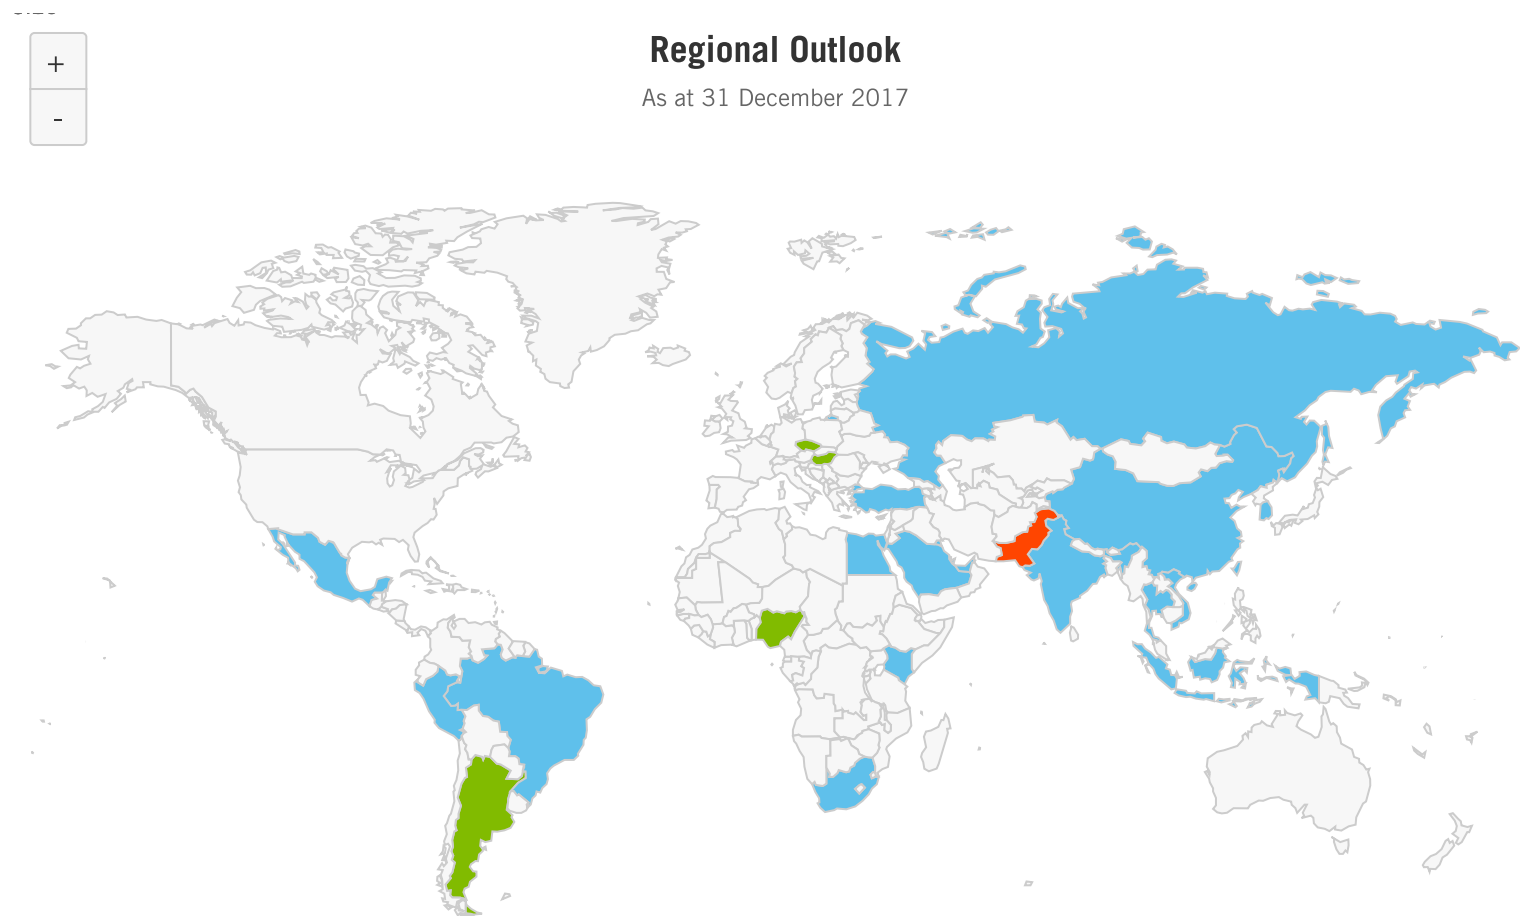 +
-
Regional Outlook
As at 31 December 2017